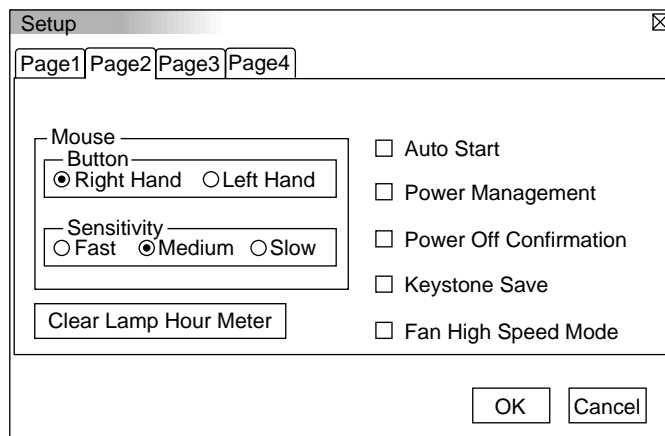 Setup
Page1 Page2 Page3 Page4
Mouse
Button
Right Hand Left Hand
Sensitivity
Fast Medium Slow
Clear Lamp Hour Meter
Auto Start
Power Management
Power Off Confirmation
Keystone Save
Fan High Speed Mode
OK Cancel